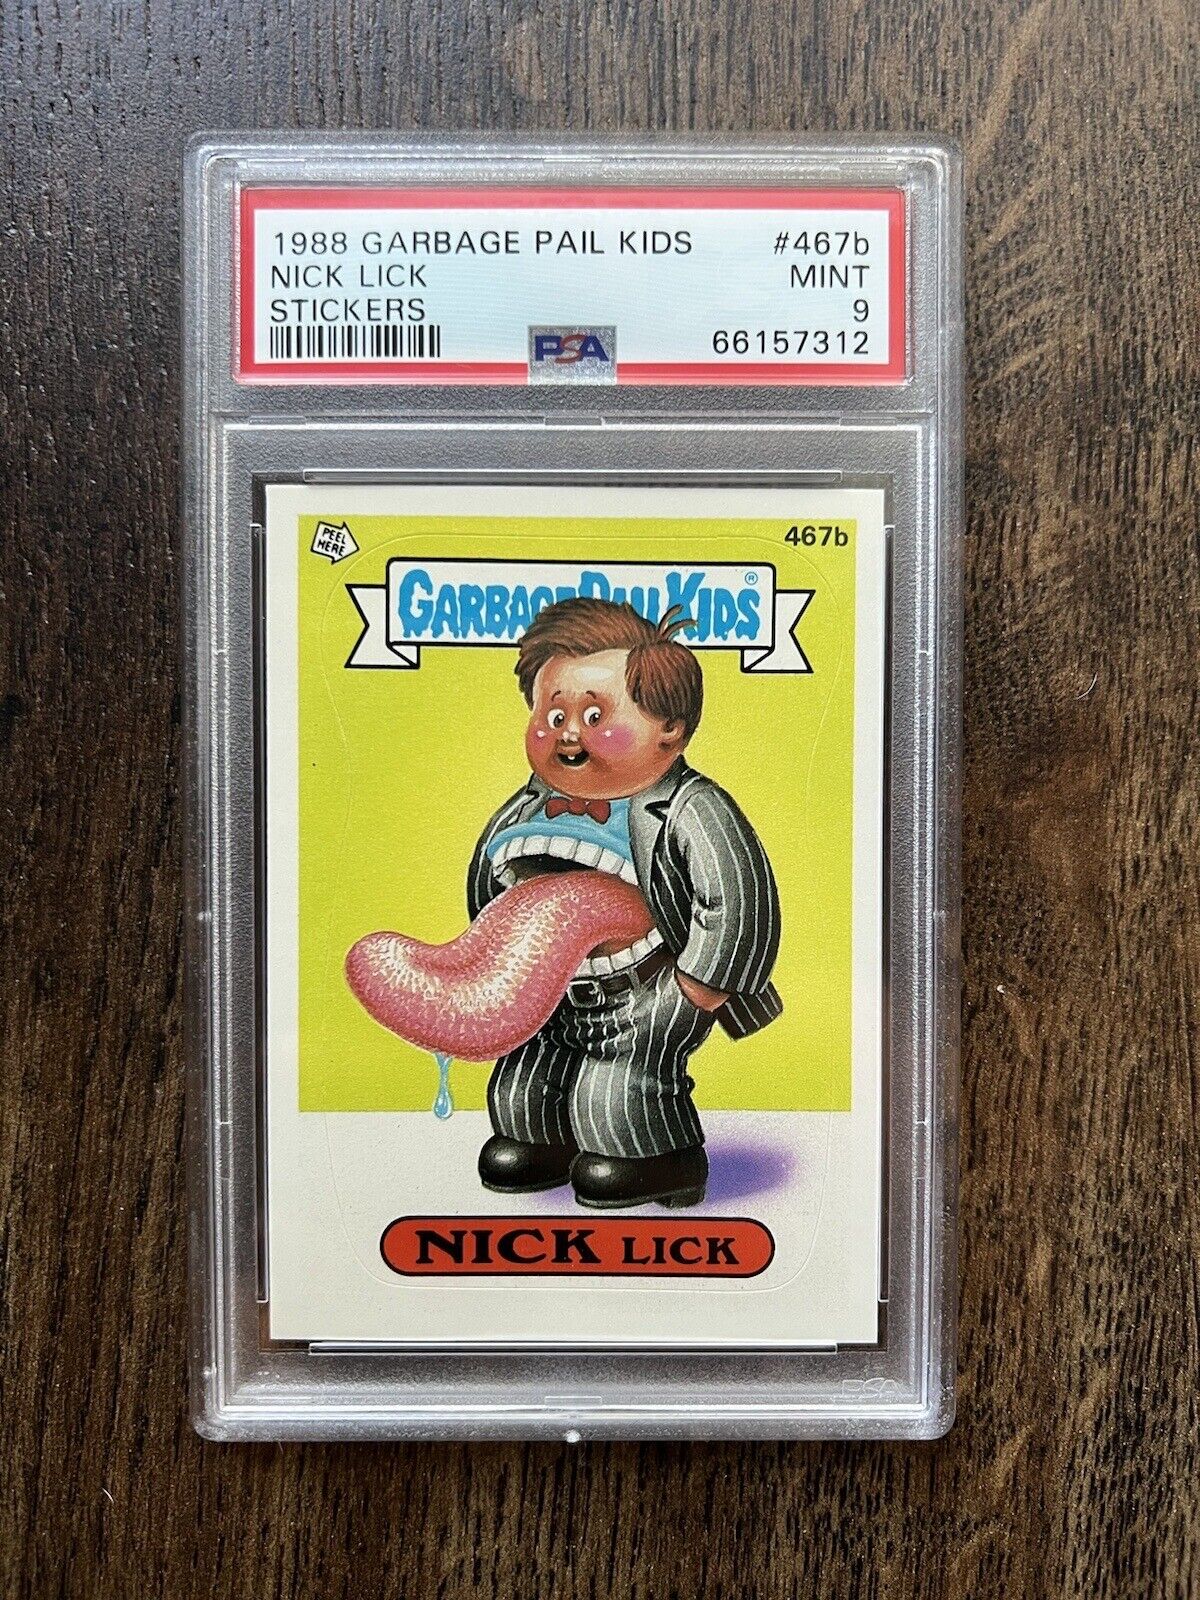 1988 GARBAGE PAIL KIDS #467b
NICK LICK MINT
STICKERS 9
PSA 66157312
PEEL HERE
467b
GARBAGE PAIL KIDS®
NICK LICK
PSA